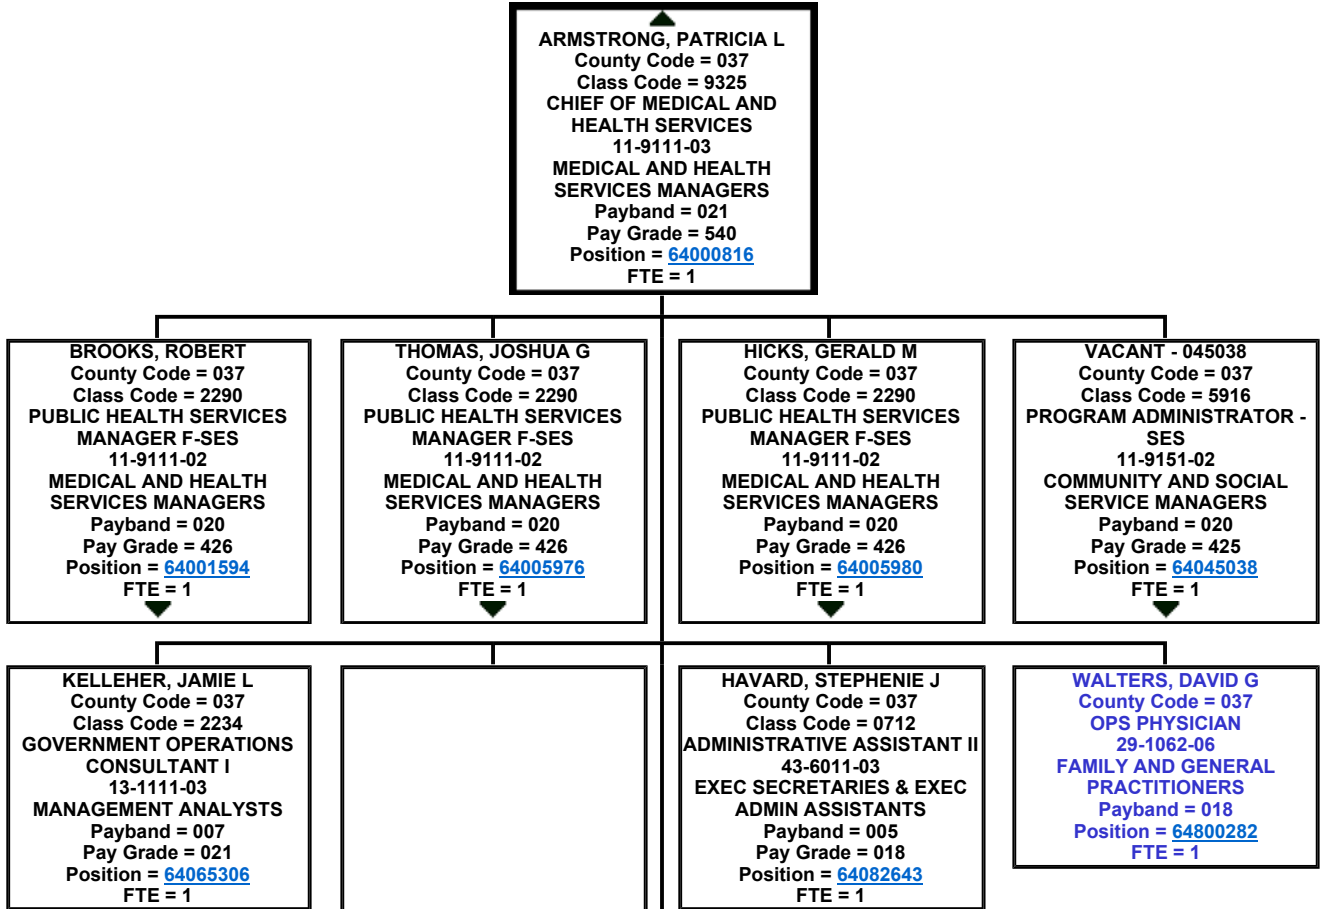 ARMSTRONG, PATRICIA L
County Code = 037
Class Code = 9325
CHIEF OF MEDICAL AND
HEALTH SERVICES
11-9111-03
MEDICAL AND HEALTH
SERVICES MANAGERS
Payband = 021
Pay Grade = 540
Position = 64000816
FTE = 1
BROOKS, ROBERT
County Code = 037
Class Code = 2290
PUBLIC HEALTH SERVICES
MANAGER F-SES
11-9111-02
MEDICAL AND HEALTH
SERVICES MANAGERS
Payband = 020
Pay Grade = 426
Position = 64001594
FTE = 1
THOMAS, JOSHUA G
County Code = 037
Class Code = 2290
PUBLIC HEALTH SERVICES
MANAGER F-SES
11-9111-02
MEDICAL AND HEALTH
SERVICES MANAGERS
Payband = 020
Pay Grade = 426
Position = 64005976
FTE = 1
HICKS, GERALD M
County Code = 037
Class Code = 2290
PUBLIC HEALTH SERVICES
MANAGER F-SES
11-9111-02
MEDICAL AND HEALTH
SERVICES MANAGERS
Payband = 020
Pay Grade = 426
Position = 64005980
FTE = 1
VACANT - 045038
County Code = 037
Class Code = 5916
PROGRAM ADMINISTRATOR -
SES
11-9151-02
COMMUNITY AND SOCIAL
SERVICE MANAGERS
Payband = 020
Pay Grade = 425
Position = 64045038
FTE = 1
KELLEHER, JAMIE L
County Code = 037
Class Code = 2234
GOVERNMENT OPERATIONS
CONSULTANT I
13-1111-03
MANAGEMENT ANALYSTS
Payband = 007
Pay Grade = 021
Position = 64065306
FTE = 1
HAVARD, STEPHENIE J
County Code = 037
Class Code = 0712
ADMINISTRATIVE ASSISTANT II
43-6011-03
EXEC SECRETARIES & EXEC
ADMIN ASSISTANTS
Payband = 005
Pay Grade = 018
Position = 64082643
FTE = 1
WALTERS, DAVID G
County Code = 037
OPS PHYSICIAN
29-1062-06
FAMILY AND GENERAL
PRACTITIONERS
Payband = 018
Position = 64800282
FTE = 1